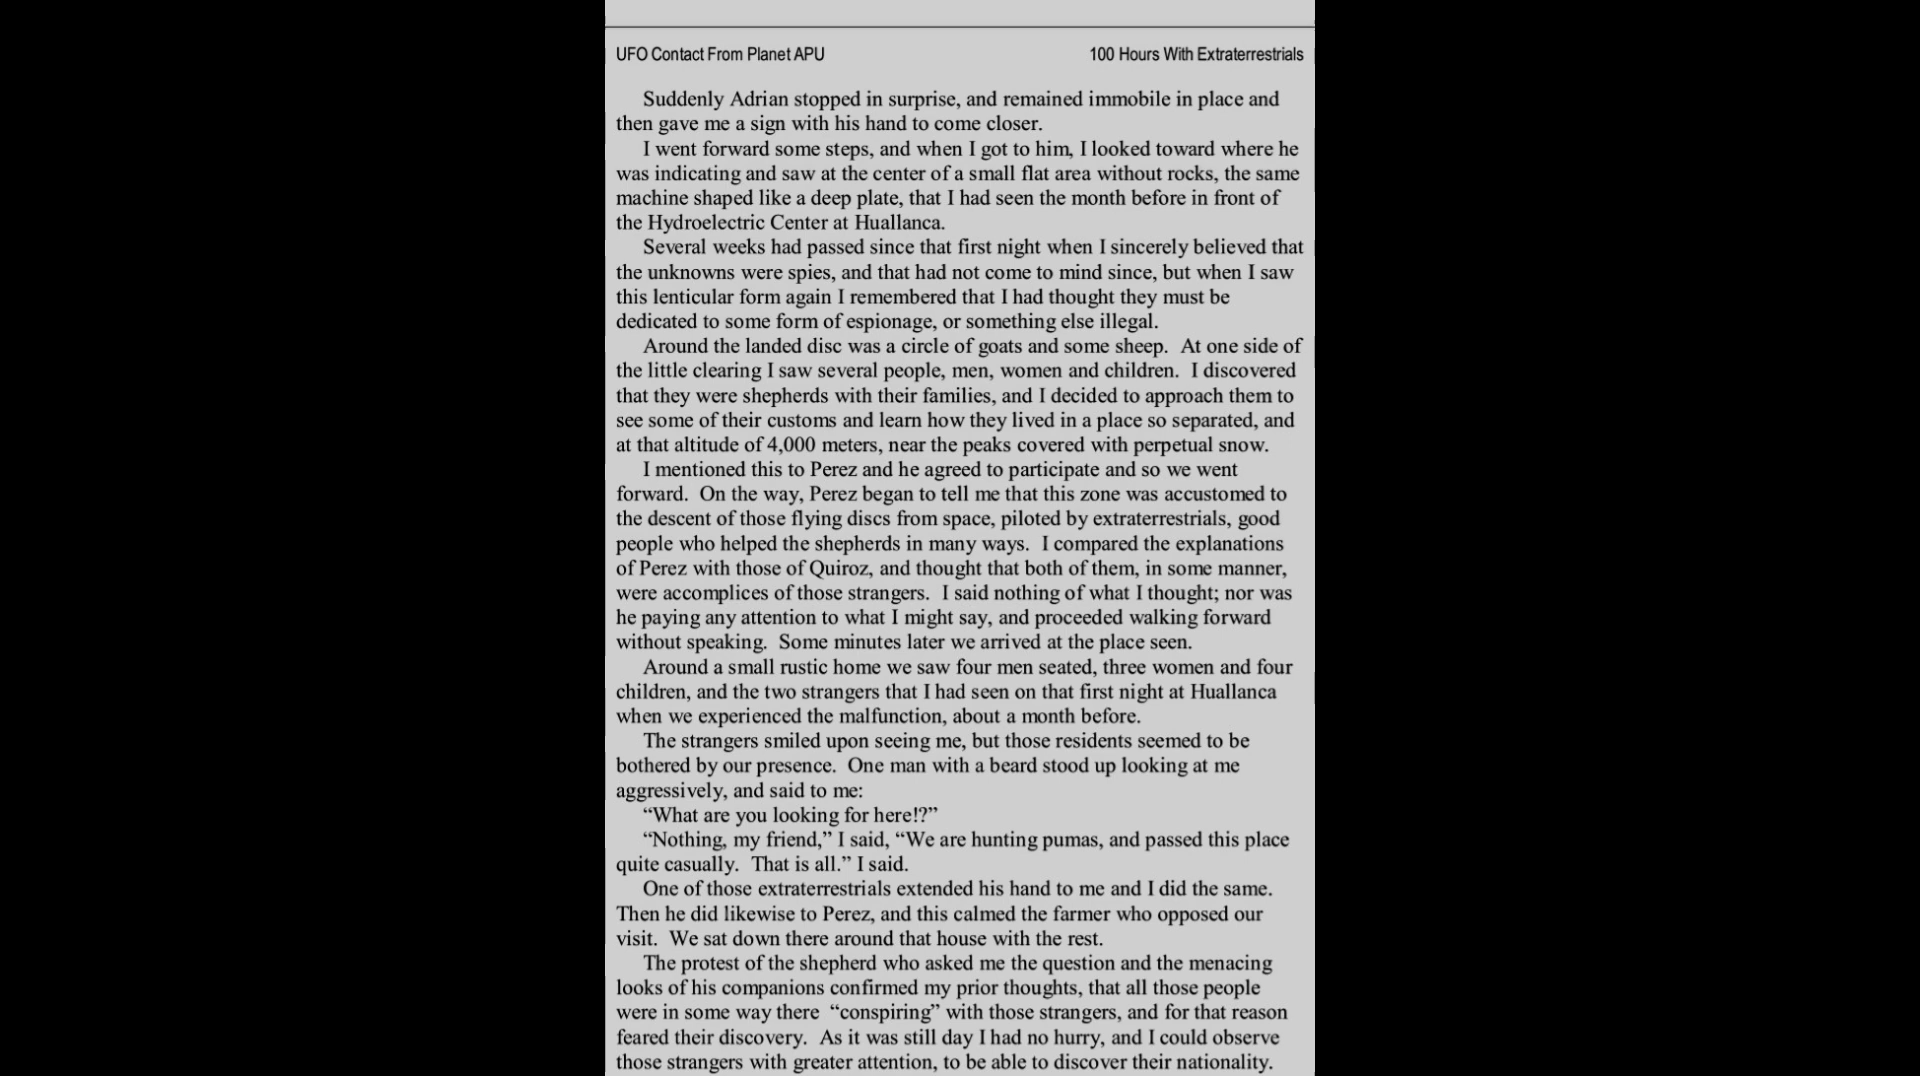 UFO Contact From Planet APU 100 Hours With Extraterrestrials
Suddenly Adrian stopped in surprise, and remained immobile in place and
then gave me a sign with his hand to come closer.
I went forward some steps, and when I got to him, I looked toward where he
was indicating and saw at the center of a small flat area without rocks, the same
machine shaped like a deep plate, that I had seen the month before in front of
the Hydroelectric Center at Huallanca.
Several weeks had passed since that first night when I sincerely believed that
the unknowns were spies, and that had not come to mind since, but when I saw
this lenticular form again I remembered that I had thought they must be
dedicated to some form of espionage, or something else illegal.
Around the landed disc was a circle of goats and some sheep.  At one side of
the little clearing I saw several people, men, women and children.  I discovered
that they were shepherds with their families, and I decided to approach them to
see some of their customs and learn how they lived in a place so separated, and
at that altitude of 4,000 meters, near the peaks covered with perpetual snow.
I mentioned this to Perez and he agreed to participate and so we went
forward.  On the way, Perez began to tell me that this zone was accustomed to
the descent of those flying discs from space, piloted by extraterrestrials, good
people who helped the shepherds in many ways.  I compared the explanations
of Perez with those of Quiroz, and thought that both of them, in some manner,
were accomplices of those strangers.  I said nothing of what I thought; nor was
he paying any attention to what I might say, and proceeded walking forward
without speaking.  Some minutes later we arrived at the place seen.
Around a small rustic home we saw four men seated, three women and four
children, and the two strangers that I had seen on that first night at Huallanca
when we experienced the malfunction, about a month before.
The strangers smiled upon seeing me, but those residents seemed to be
bothered by our presence.  One man with a beard stood up looking at me
aggressively, and said to me:
“What are you looking for here!?”
“Nothing, my friend,” I said, “We are hunting pumas, and passed this place
quite casually.  That is all.” I said.
One of those extraterrestrials extended his hand to me and I did the same.
Then he did likewise to Perez, and this calmed the farmer who opposed our
visit.  We sat down there around that house with the rest.
The protest of the shepherd who asked me the question and the menacing
looks of his companions confirmed my prior thoughts, that all those people
were in some way there  “conspiring” with those strangers, and for that reason
feared their discovery.  As it was still day I had no hurry, and I could observe
those strangers with greater attention, to be able to discover their nationality.